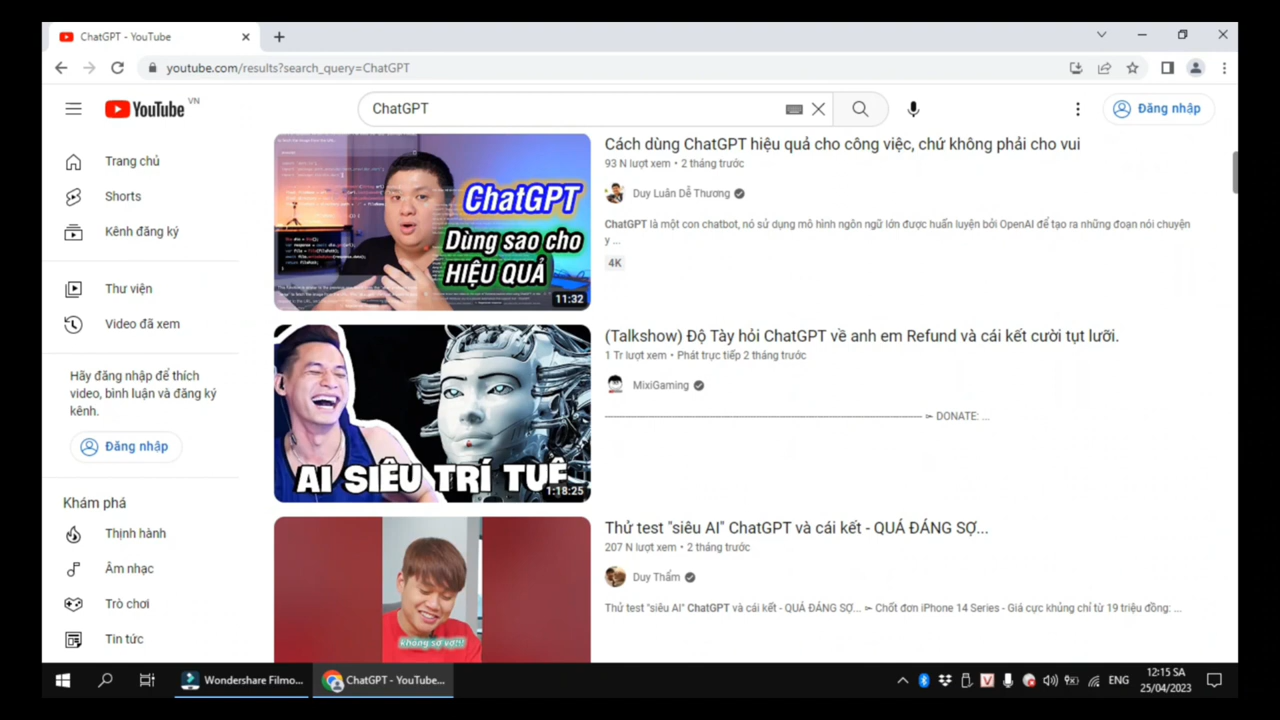 ChatGPT - YouTube
youtube.com/results?search_query=ChatGPT
YouTube VN
ChatGPT
Đăng nhập
Trang chủ
Shorts
Kênh đăng ký
Thư viện
Video đã xem
Hãy đăng nhập để thích
video, bình luận và đăng ký
kênh.
Đăng nhập
Khám phá
Thịnh hành
Âm nhạc
Trò chơi
Tin tức
ChatGPT
Dùng sao cho
HIỆU QUẢ
11:32
Cách dùng ChatGPT hiệu quả cho công việc, chứ không phải cho vui
93 N lượt xem • 2 tháng trước
Duy Luân Dễ Thương
ChatGPT là một con chatbot, nó sử dụng mô hình ngôn ngữ lớn được huấn luyện bởi OpenAI để tạo ra những đoạn nói chuyện
y ...
4K
AI SIÊU TRÍ TUỆ
1:18:25
(Talkshow) Độ Tày hỏi ChatGPT về anh em Refund và cái kết cười tụt lưỡi.
1 Tr lượt xem • Phát trực tiếp 2 tháng trước
MixiGaming
➣ DONATE: ...
không sợ vợ!!!
Thử test "siêu AI" ChatGPT và cái kết - QUÁ ĐÁNG SỢ...
207 N lượt xem • 2 tháng trước
Duy Thẩm
Thử test "siêu AI" ChatGPT và cái kết - QUÁ ĐÁNG SỢ... ➣ Chốt đơn iPhone 14 Series - Giá cực khủng chỉ từ 19 triệu đồng: ...
Wondershare Filmo...
ChatGPT - YouTube...
ENG
12:15 SA
25/04/2023